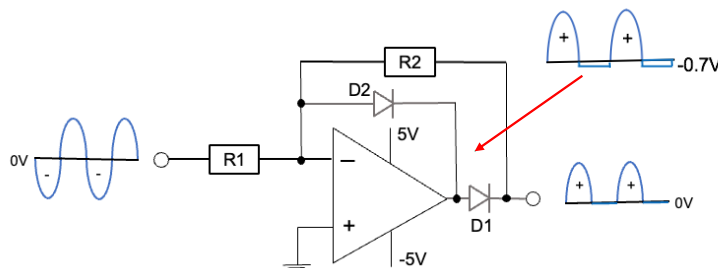 + +
-0.7V
R2
D2
5V
0V
- -
R1
−
+ +
0V
+
D1
-5V